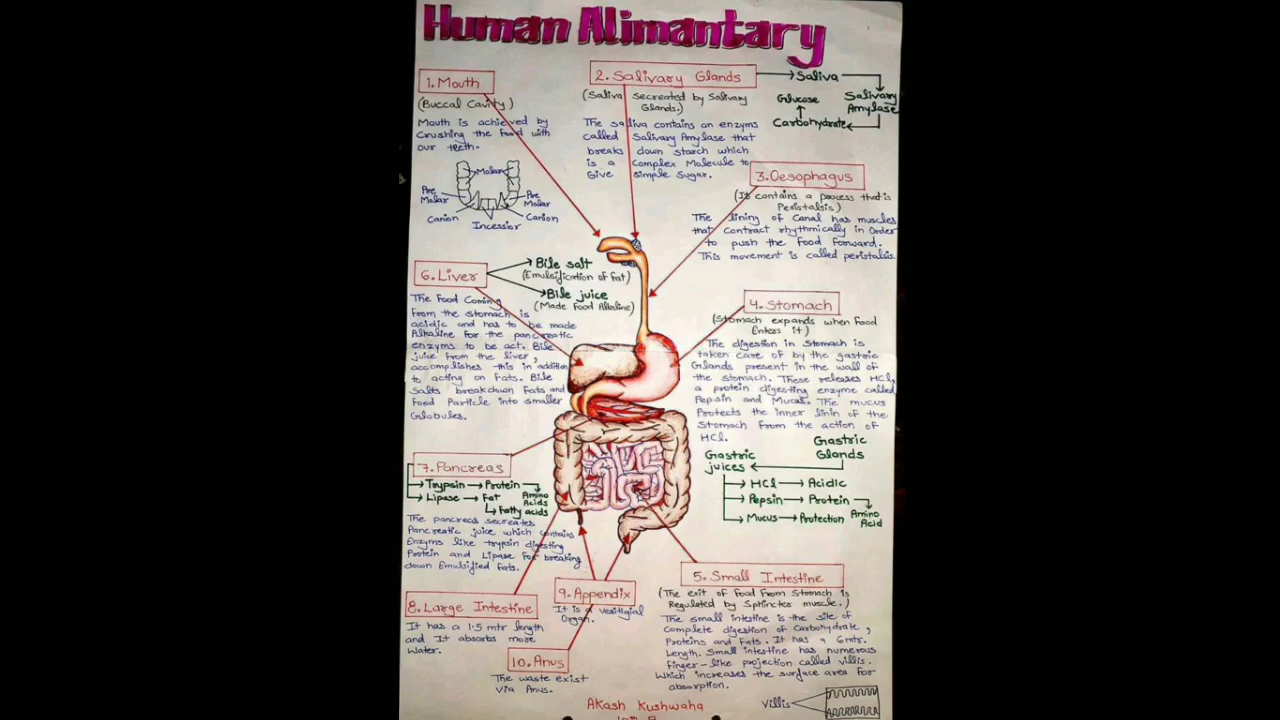 Human Alimantary
1. Mouth
(Buccal Cavity)
Mouth is achieved by
Crushing the Food with
our teeth.
Molar
Pre
Molar
Pre
Molar
Canion
Canion
Incessior
2. Salivary Glands
(Saliva secreated by Salivary
Glands.)
The saliva contains an enzyms
called Salivary Amylase that
breaks down starch which
is a Complex Molecule to
Give simple Sugar.
Saliva
Salivary
Amylase
Carbohydrate
Glucose
3. Oesophagus
(It contains a process that is
Peristalsis)
The lining of Canal has muscles
that contract rhythmically in Order
to push the Food forward.
This movement is called peristalsis.
6. Liver
Bile salt
(Emulsification of fat)
Bile juice
(Made Food Alkaline)
The Food Coming
from the stomach is
acidic and has to be made
Alkaline for the pancreatic
enzyms to be act. Bile
juice from the liver,
accomplishes this in addition
to acting on Fats. Bile
Salts breakdown Fats and
Food Particle into smaller
Globules.
4. Stomach
(Stomach expands when Food
Enters it)
The digestion in Stomach is
taken care of by the gastric
Glands present in the wall of
the stomach. These releases HCl,
a protein digesting enzyme called
Pepsin and Mucus. The mucus
Protects the inner linin of the
Stomach from the action of
HCl.
Gastric
Glands
Gastric
juices
HCl Acidic
Pepsin Protein
Amino
Acid
Mucus Protection
7. Pancreas
Trypsin Protein
Amino
Acids
Lipase Fat
Fatty acids
The pancreas secreates
Pancreatic juice which contains
Enzyms like trypsin digesting
Protein and Lipase For breaking
down Emulsified fats.
8. Large Intestine
It has a 1.5 mtr length
and It absorbs more
Water.
9. Appendix
It is a vestigial
Organ.
10. Anus
The waste exist
Via Anus.
5. Small Intestine
(The exit of Food From Stomach is
Regulated by Sphincter muscle.)
The small intestine is the site of
Complete digestion of Carbohydrate,
Proteins and Fats. It has a 6mtr.
Length. Small intestine has numerous
finger-like projection called villis.
Which increases the surface area for
absorption.
Villis
Akash Kushwaha